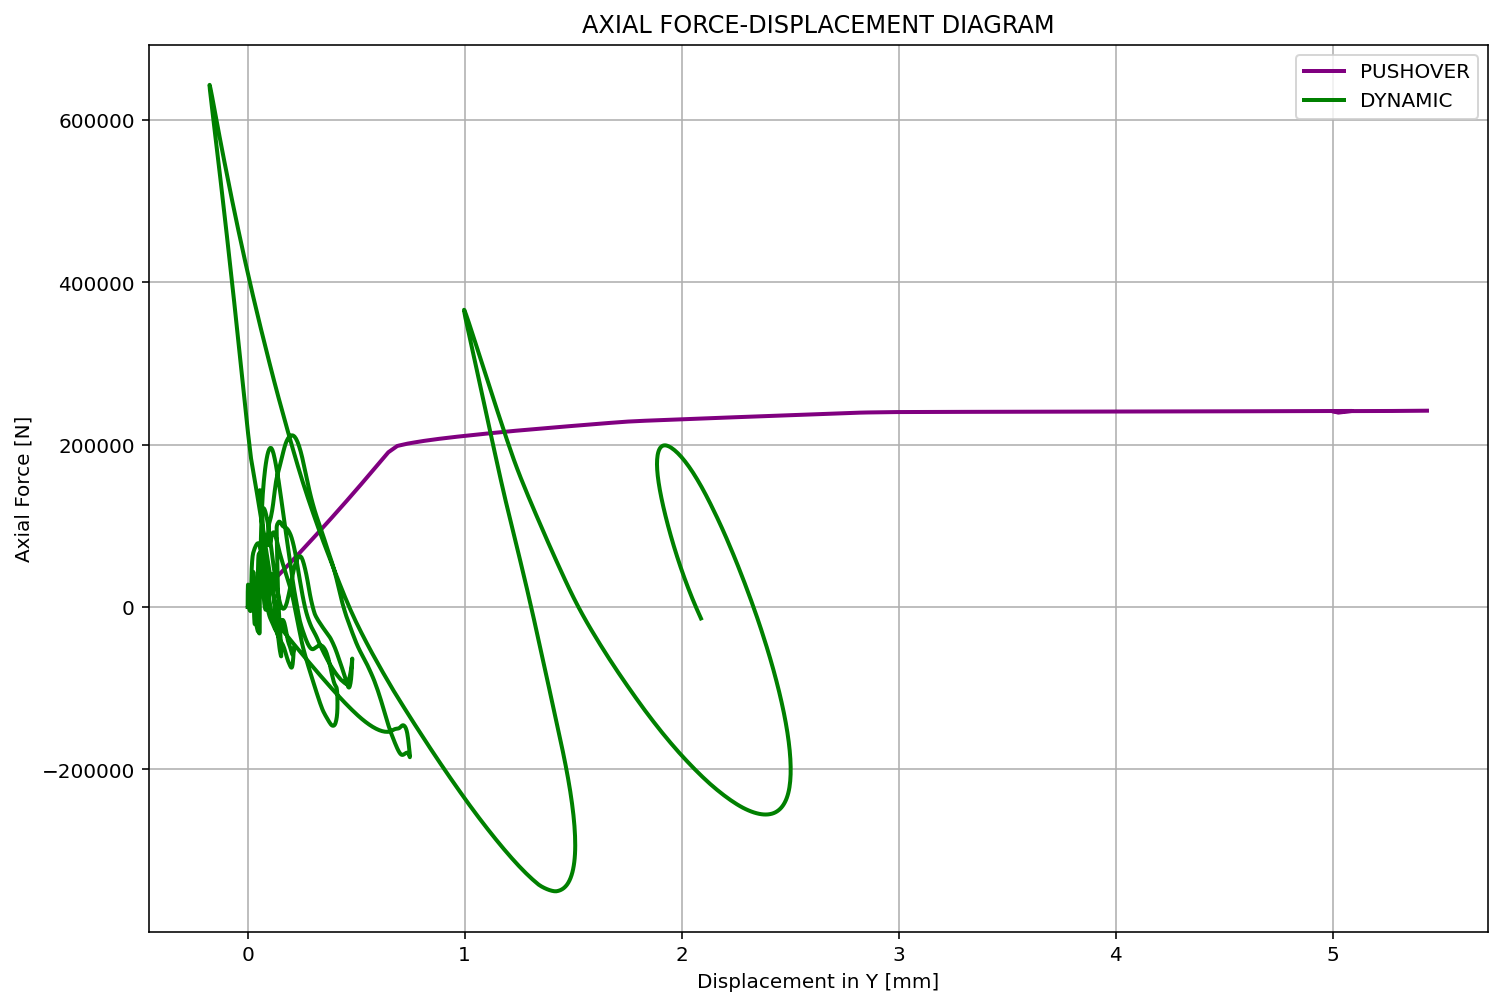 AXIAL FORCE-DISPLACEMENT DIAGRAM
PUSHOVER
DYNAMIC
600000
400000
200000
0
−200000
Axial Force [N]
0 1 2 3 4 5
Displacement in Y [mm]